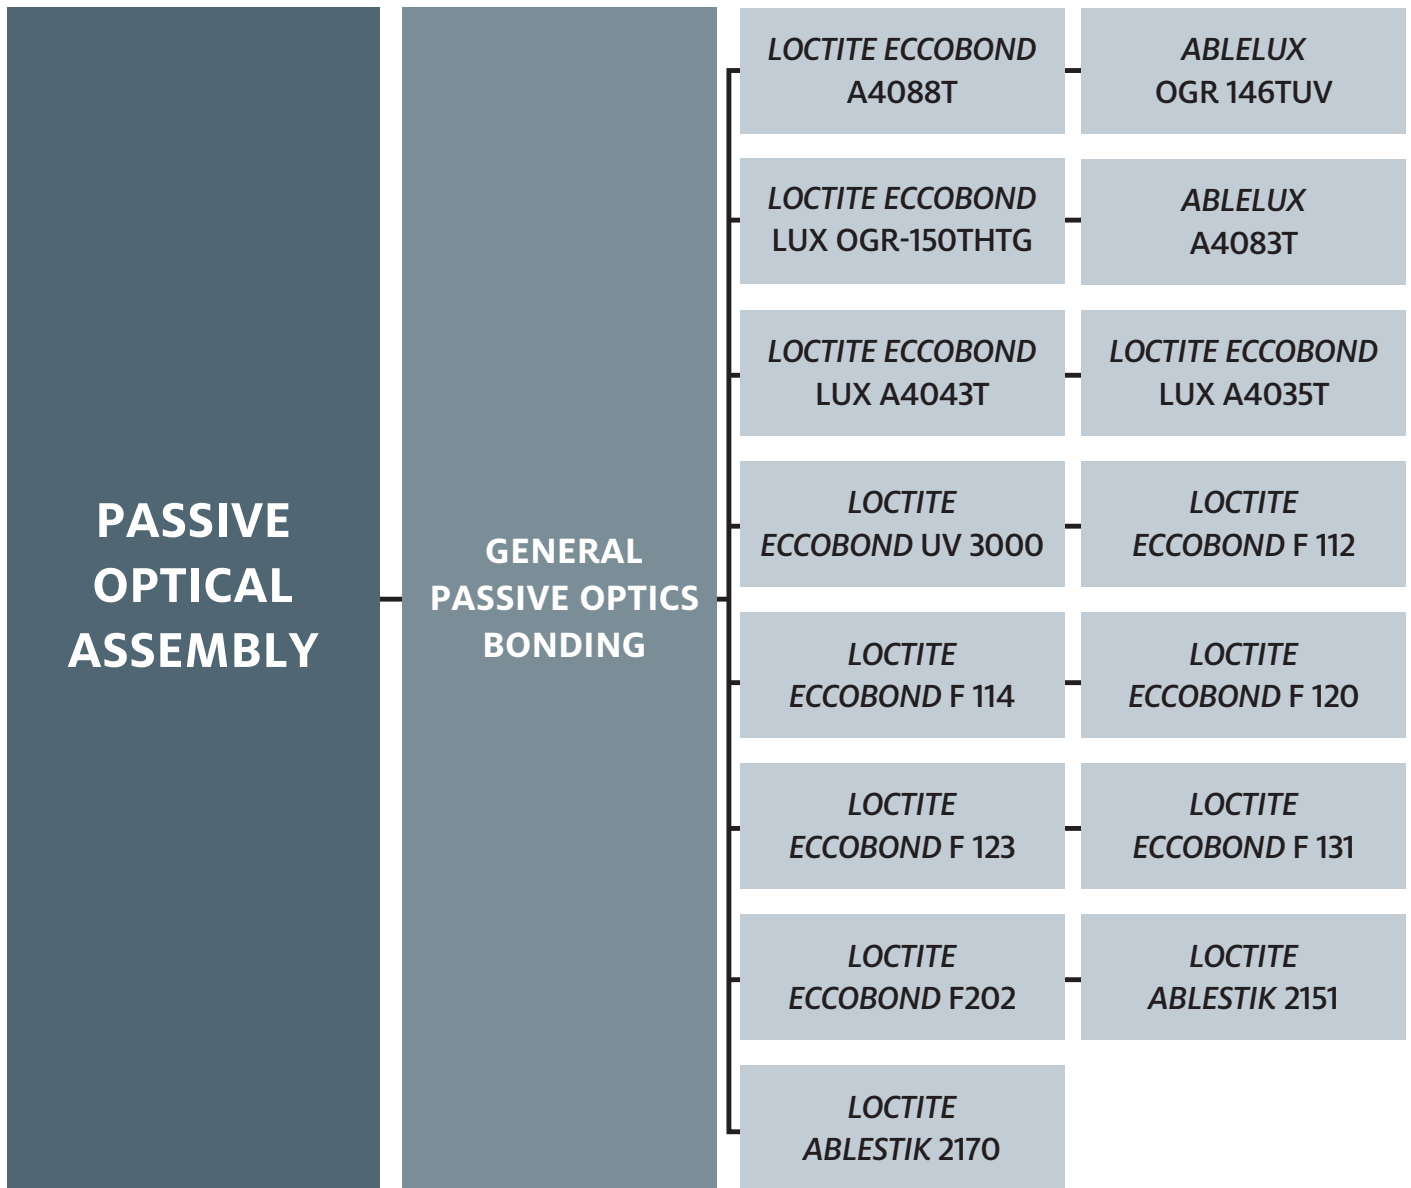 PASSIVE
OPTICAL
ASSEMBLY
GENERAL
PASSIVE OPTICS
BONDING
LOCTITE ECCOBOND
A4088T
ABLELUX
OGR 146TUV
LOCTITE ECCOBOND
LUX OGR-150THTG
ABLELUX
A4083T
LOCTITE ECCOBOND
LUX A4043T
LOCTITE ECCOBOND
LUX A4035T
LOCTITE
ECCOBOND UV 3000
LOCTITE
ECCOBOND F 112
LOCTITE
ECCOBOND F 114
LOCTITE
ECCOBOND F 120
LOCTITE
ECCOBOND F 123
LOCTITE
ECCOBOND F 131
LOCTITE
ECCOBOND F202
LOCTITE
ABLESTIK 2151
LOCTITE
ABLESTIK 2170